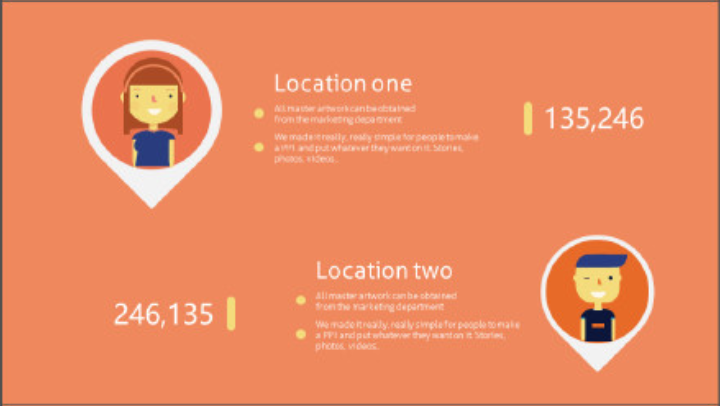 Location one
All master artwork can be obtained
from the marketing department
We made it really, really simple for people to make
a PPT and put whatever they want on it. Stories,
photos, videos..
135,246
Location two
All master artwork can be obtained
from the marketing department
We made it really, really simple for people to make
a PPT and put whatever they want on it. Stories,
photos, videos..
246,135